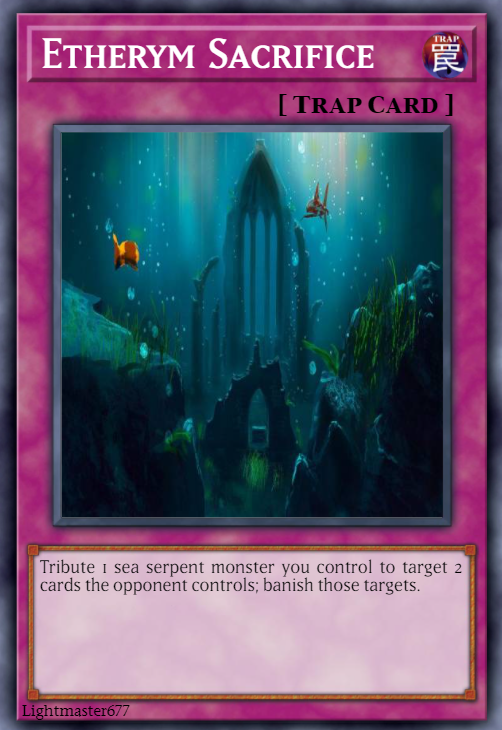 Etherym Sacrifice
TRAP
罠
[ Trap Card ]
Tribute 1 sea serpent monster you control to target 2
cards the opponent controls; banish those targets.
Lightmaster677